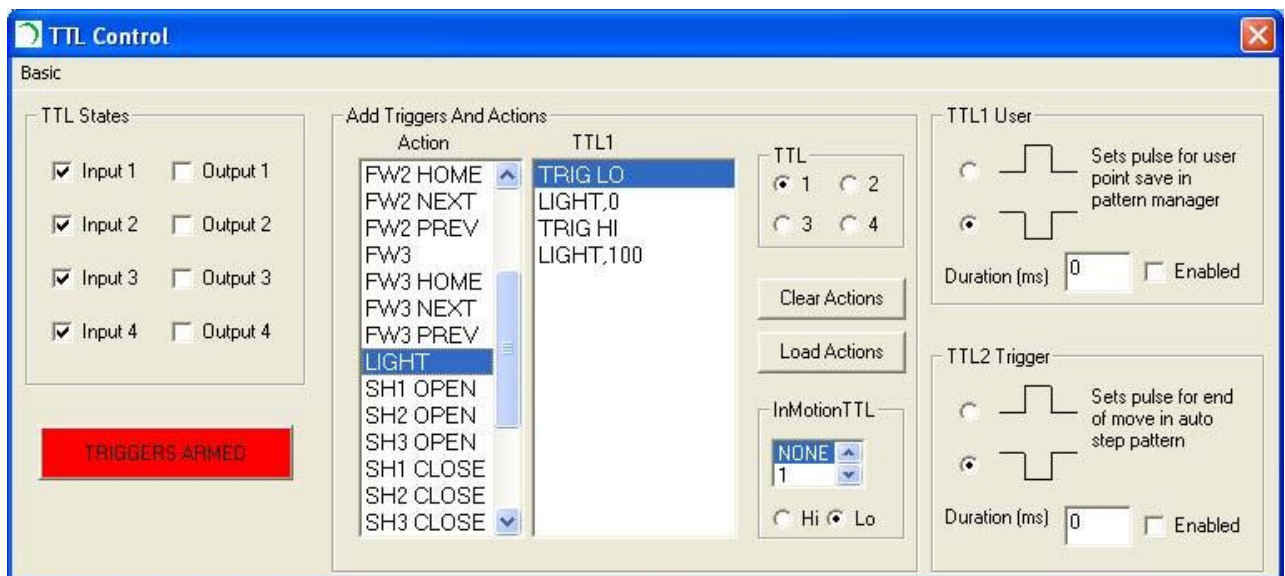 TTL Control
Basic
TTL States
Input 1
Output 1
Input 2
Output 2
Input 3
Output 3
Input 4
Output 4
TRIGGERS ARMED
Add Triggers And Actions
Action
FW2 HOME
FW2 NEXT
FW2 PREV
FW3
FW3 HOME
FW3 NEXT
FW3 PREV
LIGHT
SH1 OPEN
SH2 OPEN
SH3 OPEN
SH1 CLOSE
SH2 CLOSE
SH3 CLOSE
TTL1
TRIG LO
LIGHT,0
TRIG HI
LIGHT,100
TTL
1
2
3
4
Clear Actions
Load Actions
InMotionTTL
NONE
1
Hi
Lo
TTL1 User
Sets pulse for user
point save in
pattern manager
Duration (ms)
0
Enabled
TTL2 Trigger
Sets pulse for end
of move in auto
step pattern
Duration (ms)
0
Enabled